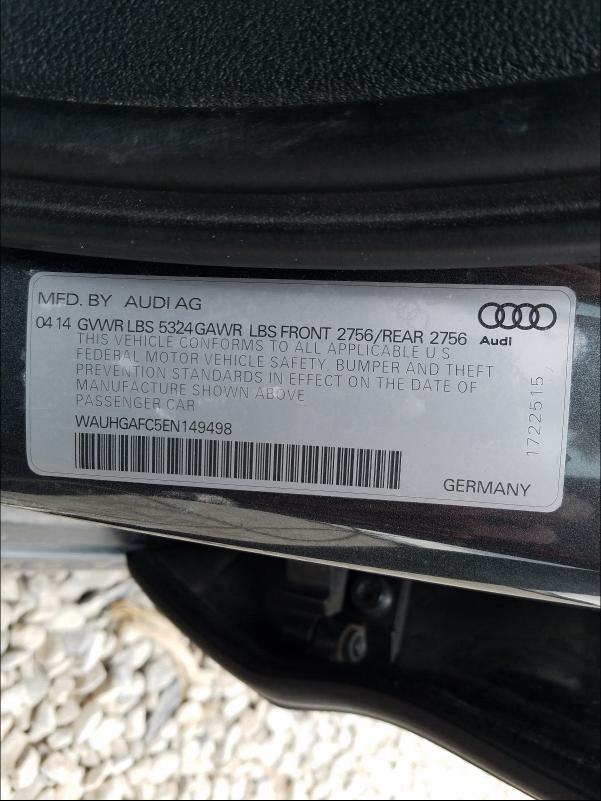 MFD. BY AUDI AG
04 14 GVWR LBS 5324 GAWR LBS FRONT 2756/REAR 2756
Audi
THIS VEHICLE CONFORMS TO ALL APPLICABLE U S
FEDERAL MOTOR VEHICLE SAFETY, BUMPER AND THEFT
PREVENTION STANDARDS IN EFFECT ON THE DATE OF
MANUFACTURE SHOWN ABOVE
PASSENGER CAR
WAUHGAFC5EN149498
GERMANY
1722515